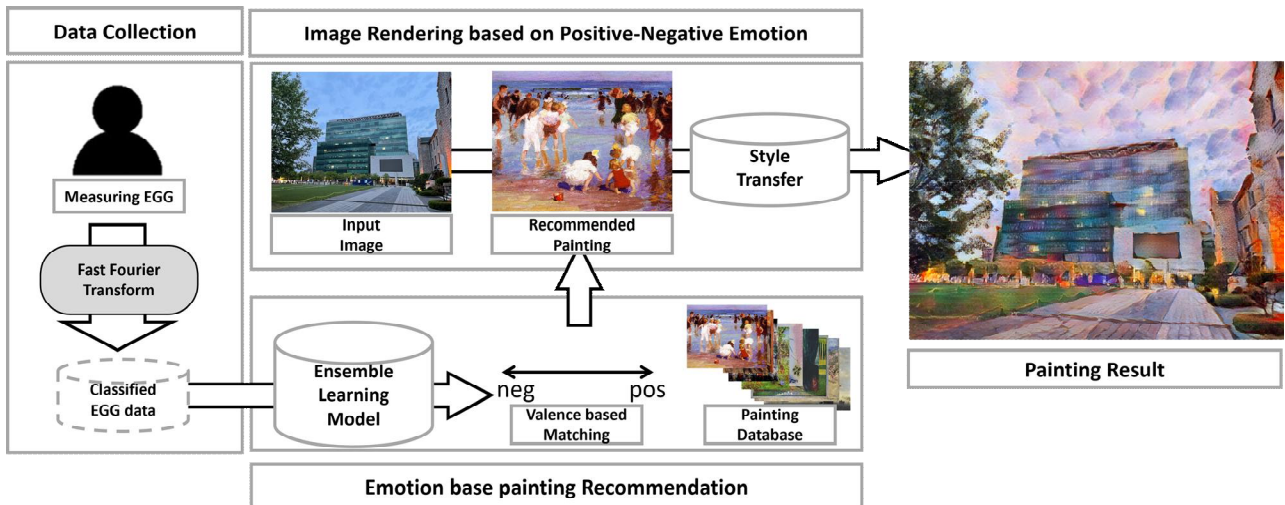 Data Collection
Image Rendering based on Positive-Negative Emotion
Measuring EGG
Fast Fourier
Transform
Classified
EGG data
Input
Image
Recommended
Painting
Style
Transfer
Painting Result
Ensemble
Learning
Model
neg
pos
Valence based
Matching
Painting
Database
Emotion base painting Recommendation